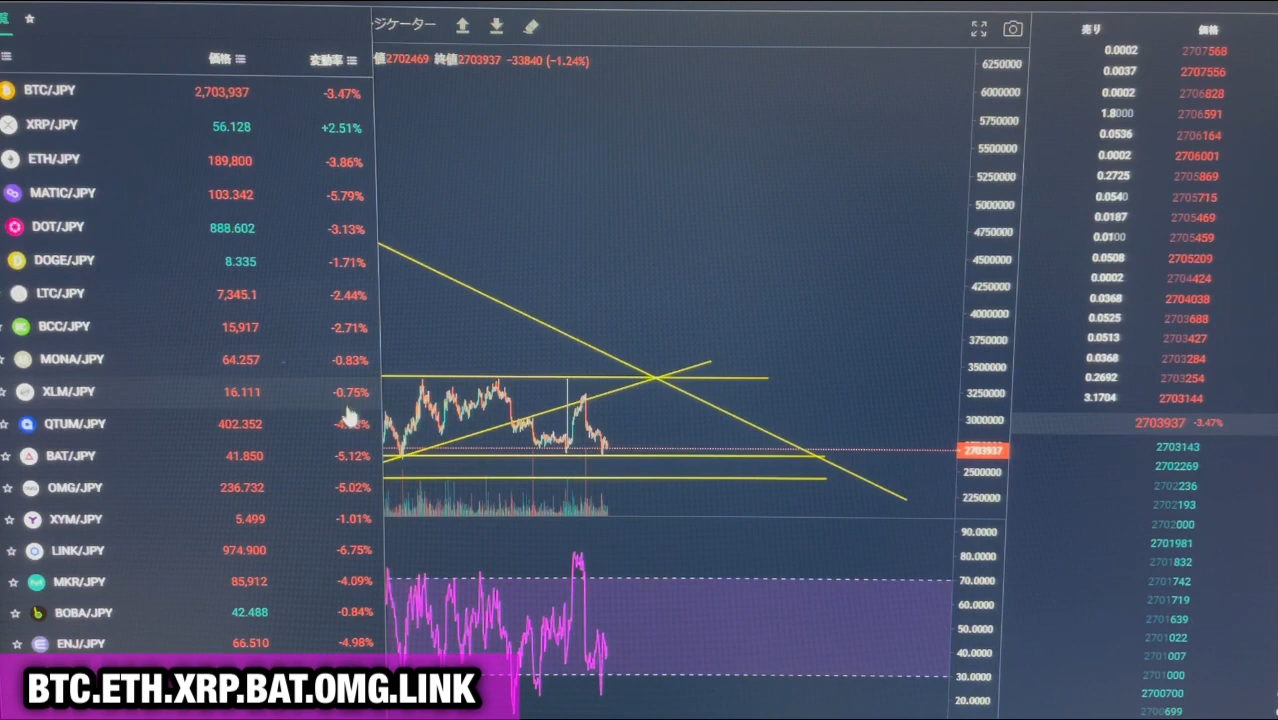 覧
ジケーター
値2702469 終値2703937 −33840 (−1.24%)
価格 変動率
BTC/JPY 2,703,937 -3.47%
XRP/JPY 56.128 +2.51%
ETH/JPY 189,800 -3.86%
MATIC/JPY 103.342 -5.79%
DOT/JPY 888.602 -3.13%
DOGE/JPY 8.335 -1.71%
LTC/JPY 7,345.1 -2.44%
BCC/JPY 15,917 -2.71%
MONA/JPY 64.257 -0.83%
XLM/JPY 16.111 -0.75%
QTUM/JPY 402.352
BAT/JPY 41.850 -5.12%
OMG/JPY 236.732 -5.02%
XYM/JPY 5.499 -1.01%
LINK/JPY 974.900 -6.75%
MKR/JPY 85,912 -4.09%
BOBA/JPY 42.488 -0.84%
ENJ/JPY 66.510 -4.98%
BTC.ETH.XRP.BAT.OMG.LINK
6250000
6000000
5750000
5500000
5250000
5000000
4750000
4500000
4250000
4000000
3750000
3500000
3250000
3000000
2703937
2500000
2250000
90.0000
80.0000
70.0000
60.0000
50.0000
40.0000
30.0000
20.0000
売り 価格
0.0002 2707568
0.0037 2707556
0.0002 2706828
1.8000 2706591
0.0536 2706164
0.0002 2706001
0.2725 2705869
0.0540 2705715
0.0187 2705469
0.0100 2705459
0.0508 2705209
0.0002 2704424
0.0368 2704038
0.0525 2703688
0.0513 2703427
0.0368 2703284
0.2692 2703254
3.1704 2703144
2703937 -3.47%
2703143
2702269
2702236
2702193
2702000
2701981
2701832
2701742
2701719
2701639
2701022
2701007
2701000
2700700
2700699